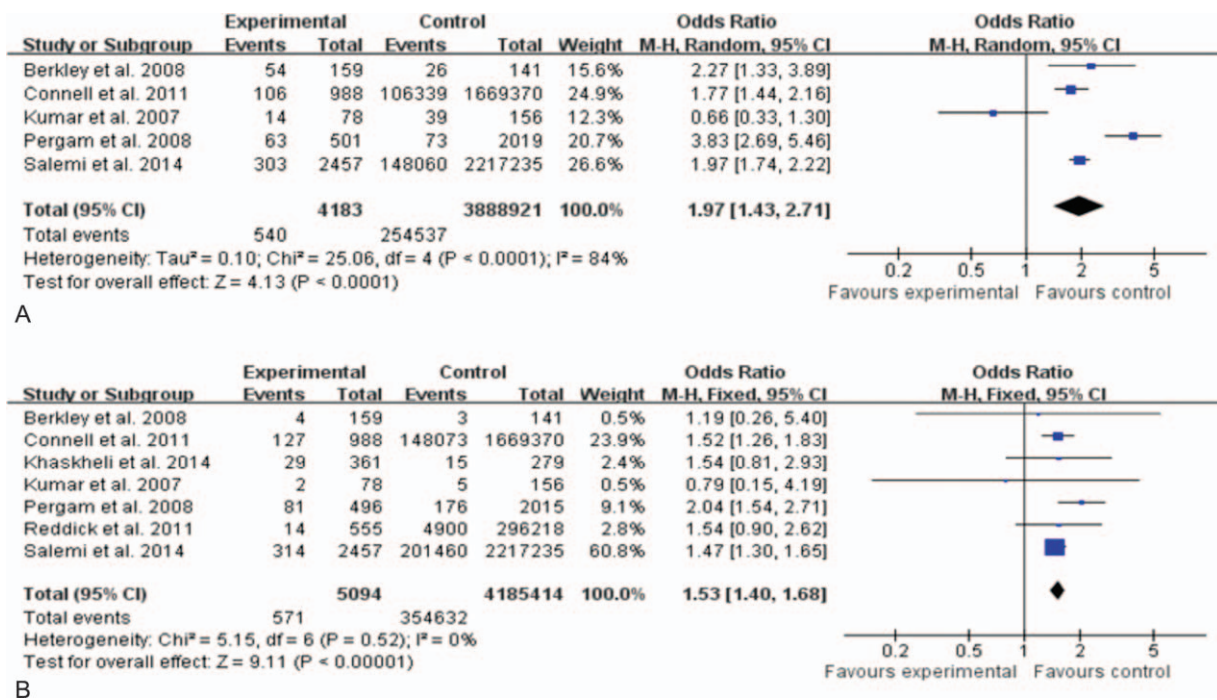 Experimental Control Odds Ratio Odds Ratio
Study or Subgroup Events Total Events Total Weight M-H, Random, 95% CI M-H, Random, 95% CI
Berkley et al. 2008 54 159 26 141 15.6% 2.27 [1.33, 3.89]
Connell et al. 2011 106 988 106339 1669370 24.9% 1.77 [1.44, 2.16]
Kumar et al. 2007 14 78 39 156 12.3% 0.66 [0.33, 1.30]
Pergam et al. 2008 63 501 73 2019 20.7% 3.83 [2.69, 5.46]
Salemi et al. 2014 303 2457 148060 2217235 26.6% 1.97 [1.74, 2.22]
Total (95% CI) 4183 3888921 100.0% 1.97 [1.43, 2.71]
Total events 540 254537
Heterogeneity: Tau² = 0.10; Chi² = 25.06, df = 4 (P < 0.0001); I² = 84%
Test for overall effect: Z = 4.13 (P < 0.0001)
0.2 0.5 1 2 5
Favours experimental Favours control
A
Experimental Control Odds Ratio Odds Ratio
Study or Subgroup Events Total Events Total Weight M-H, Fixed, 95% CI M-H, Fixed, 95% CI
Berkley et al. 2008 4 159 3 141 0.5% 1.19 [0.26, 5.40]
Connell et al. 2011 127 988 148073 1669370 23.9% 1.52 [1.26, 1.83]
Khaskheli et al. 2014 29 361 15 279 2.4% 1.54 [0.81, 2.93]
Kumar et al. 2007 2 78 5 156 0.5% 0.79 [0.15, 4.19]
Pergam et al. 2008 81 496 176 2015 9.1% 2.04 [1.54, 2.71]
Reddick et al. 2011 14 555 4900 296218 2.8% 1.54 [0.90, 2.62]
Salemi et al. 2014 314 2457 201460 2217235 60.8% 1.47 [1.30, 1.65]
Total (95% CI) 5094 4185414 100.0% 1.53 [1.40, 1.68]
Total events 571 354632
Heterogeneity: Chi² = 5.15, df = 6 (P = 0.52); I² = 0%
Test for overall effect: Z = 9.11 (P < 0.00001)
0.2 0.5 1 2 5
Favours experimental Favours control
B